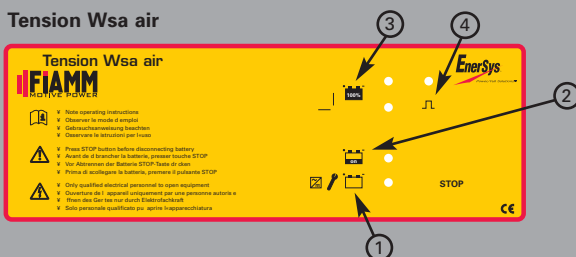 Tension Wsa air
3
4
Tension Wsa air
EnerSys
FiAMM
MOTIVE POWER
100%
2
¥ Note operating instructions
¥ Observer le mode d emploi
¥ Gebrauchsanweisung beachten
¥ Osservare le istruzioni per l›uso
¥ Press STOP button before disconnecting battery
¥ Avant de d brancher la batterie, presser touche STOP
¥ Vor Abtrennen der Batterie STOP-Taste dr cken
¥ Prima di scollegare la batteria, premere il pulsante STOP
on
¥ Only qualified electrical personnel to open equipment
¥ Ouverture de l appareil uniquement par une personne autoris e
¥ ffnen des Ger tes nur durch Elektrofachkraft
¥ Solo personale qualificato pu aprire l›apparecchiatura
STOP
CE
1